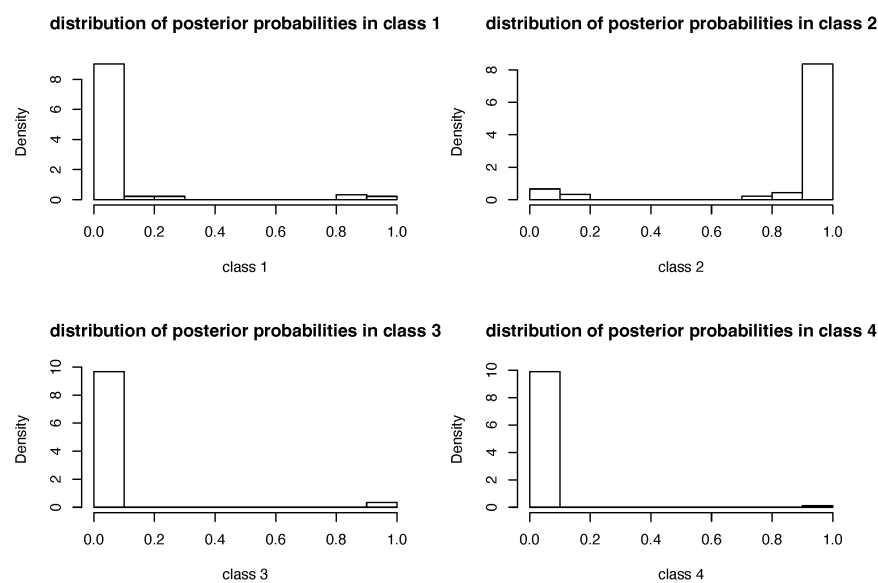 distribution of posterior probabilities in class 1
Density
0 2 4 6 8
0.0 0.2 0.4 0.6 0.8 1.0
class 1
distribution of posterior probabilities in class 2
Density
0 2 4 6 8
0.0 0.2 0.4 0.6 0.8 1.0
class 2
distribution of posterior probabilities in class 3
Density
0 2 4 6 8 10
0.0 0.2 0.4 0.6 0.8 1.0
class 3
distribution of posterior probabilities in class 4
Density
0 2 4 6 8 10
0.0 0.2 0.4 0.6 0.8 1.0
class 4